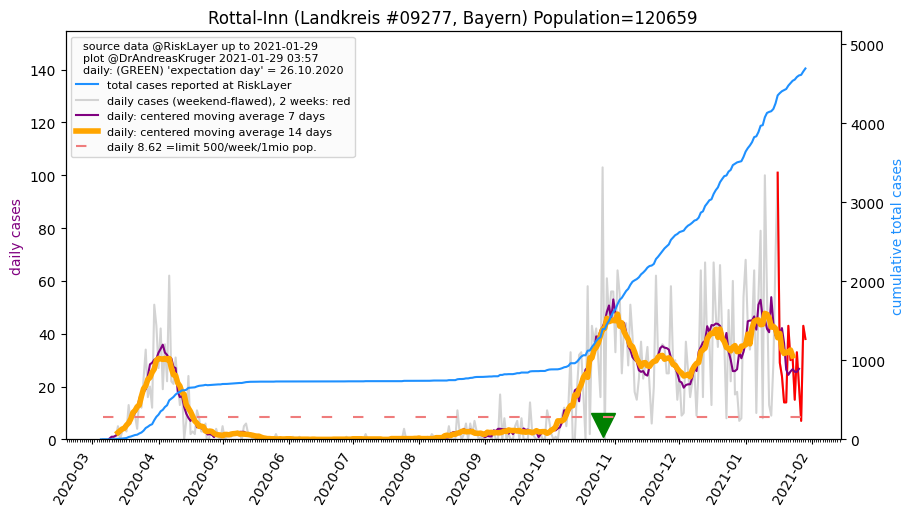 Rottal-Inn (Landkreis #09277, Bayern) Population=120659
source data @RiskLayer up to 2021-01-29
plot @DrAndreasKruger 2021-01-29 03:57
daily: (GREEN) 'expectation day' = 26.10.2020
total cases reported at RiskLayer
daily cases (weekend-flawed), 2 weeks: red
daily: centered moving average 7 days
daily: centered moving average 14 days
daily 8.62 =limit 500/week/1mio pop.
daily cases
140
120
100
80
60
40
20
0
cumulative total cases
5000
4000
3000
2000
1000
0
2020-03
2020-04
2020-05
2020-06
2020-07
2020-08
2020-09
2020-10
2020-11
2020-12
2021-01
2021-02